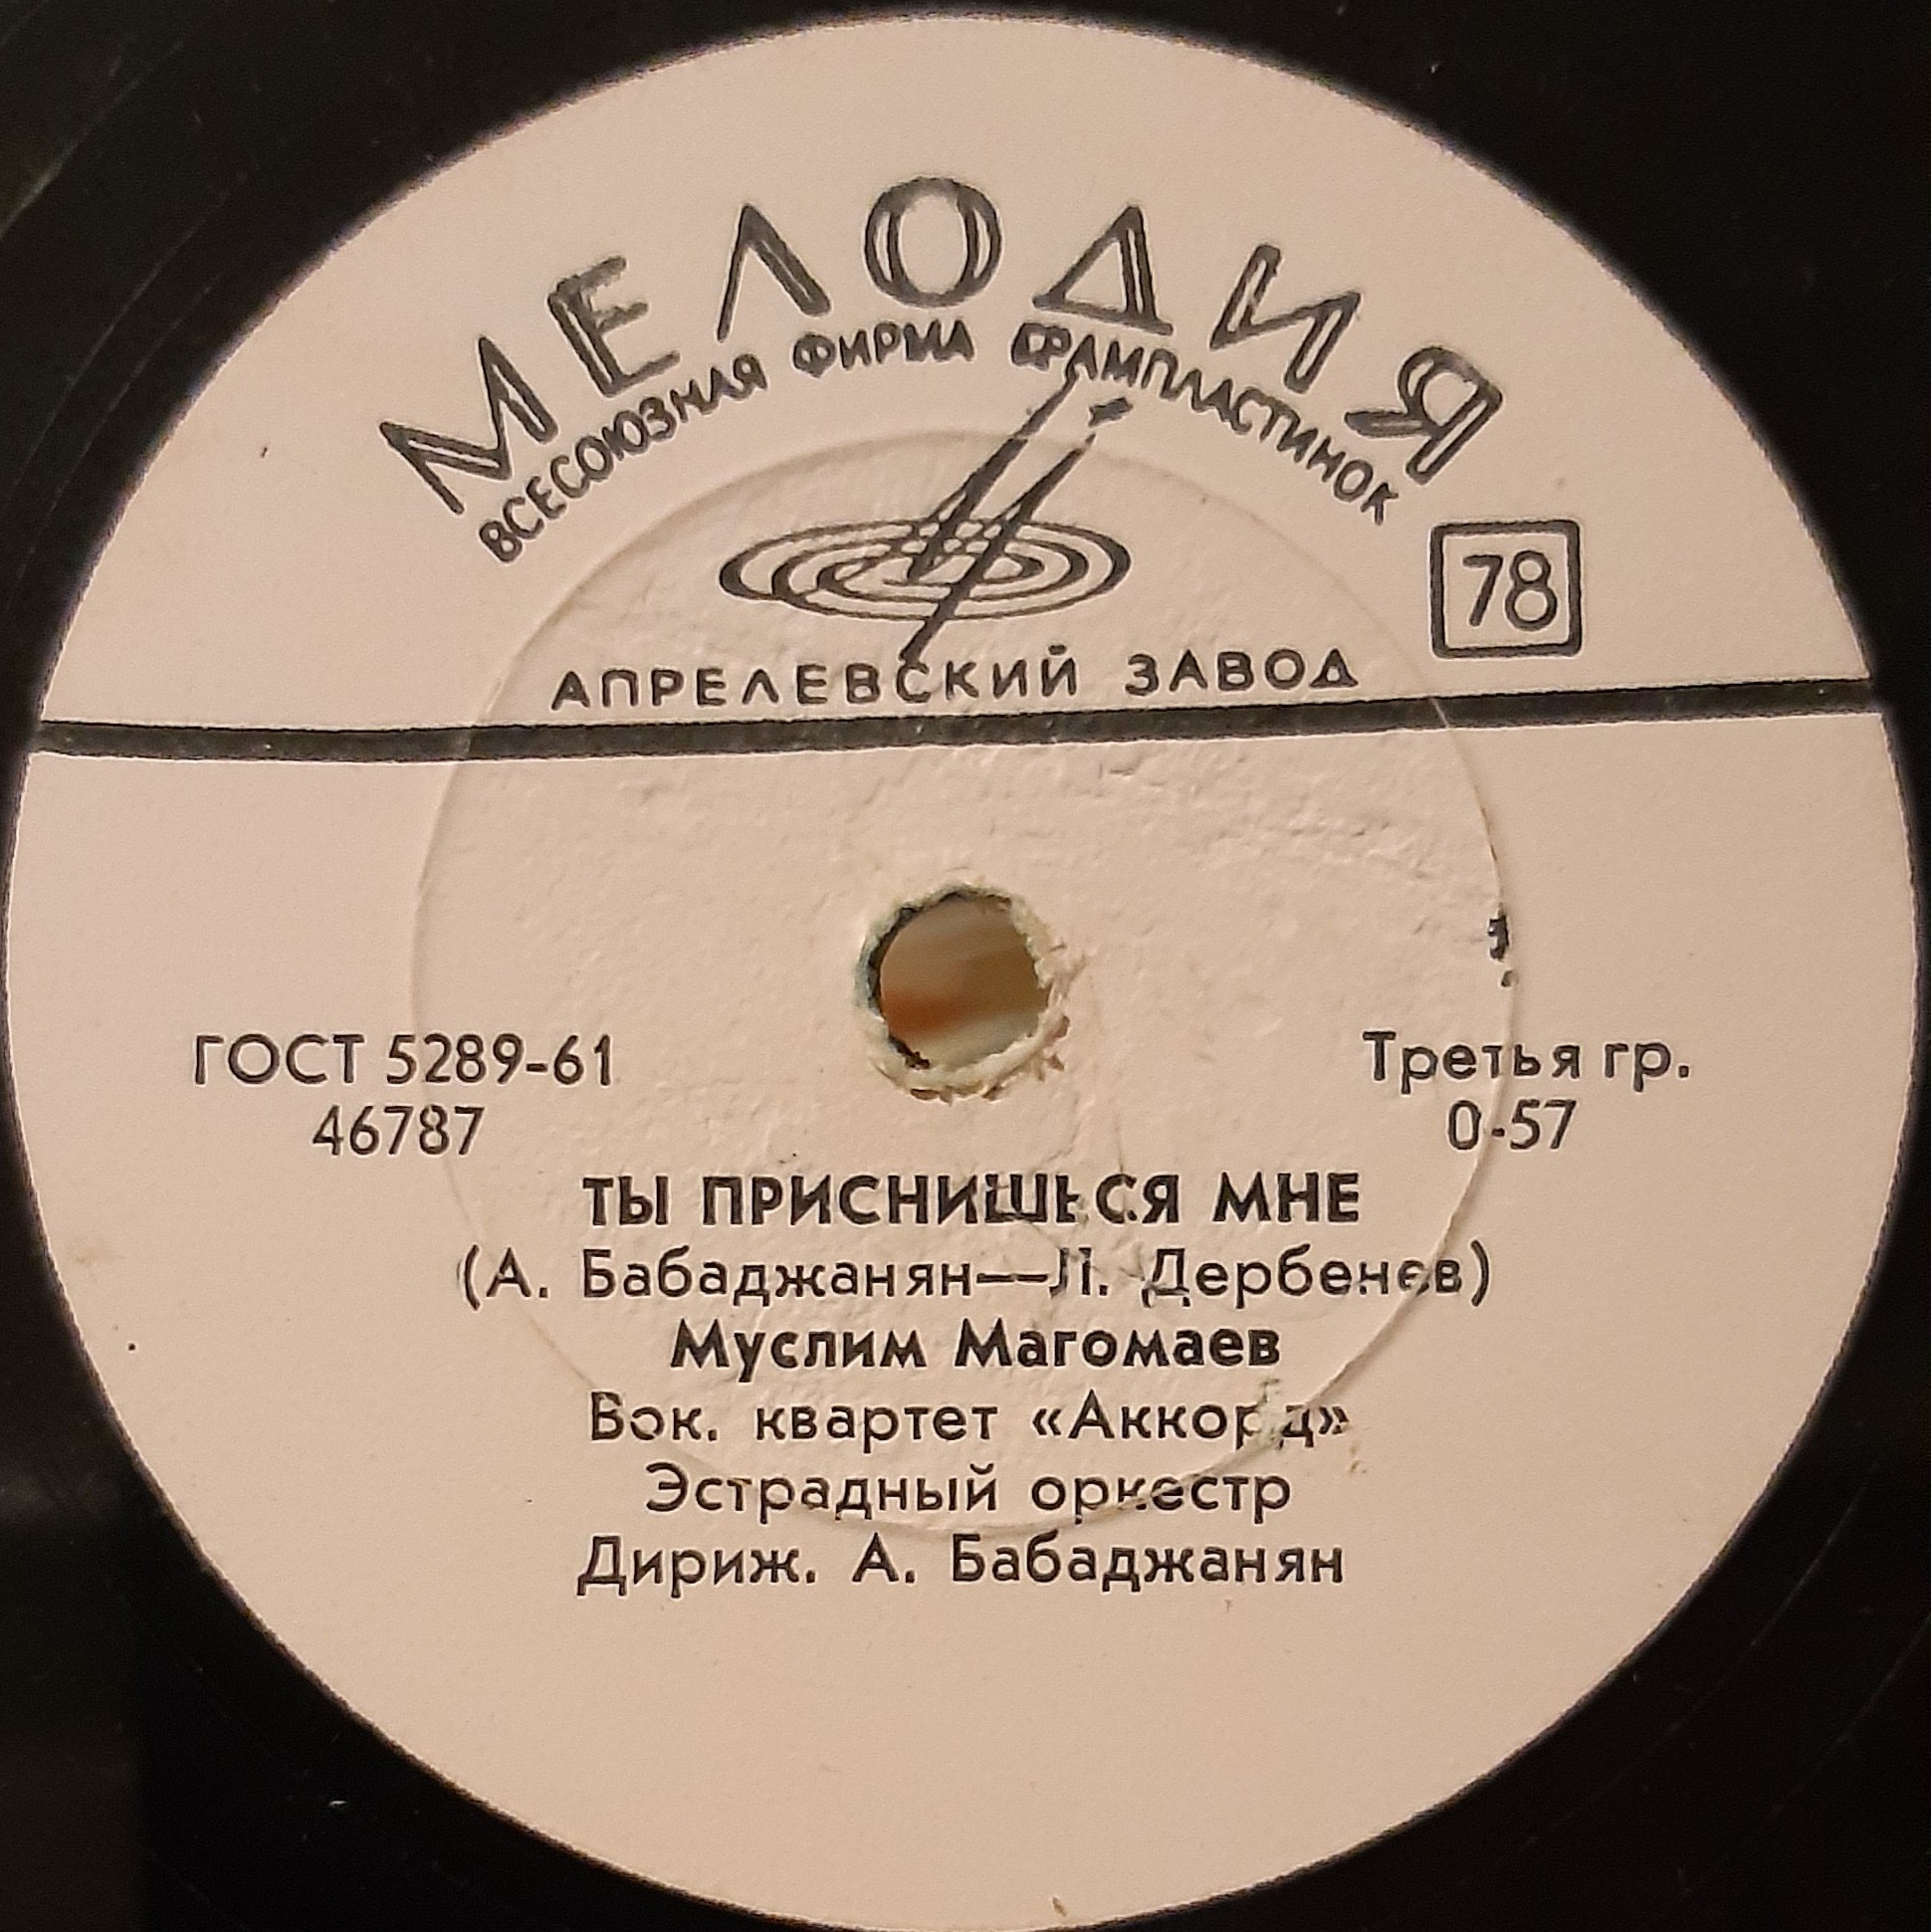 МЕЛОДИЯ
ВСЕСОЮЗНАЯ ФИРМА ГРАМПЛАСТИНОК
78
АПРЕЛЕВСКИЙ ЗАВОД
ГОСТ 5289-61
46787
Третья гр.
0-57
ТЫ ПРИСНИШЬСЯ МНЕ
(А. Бабаджанян—Л. Дербенев)
Муслим Магомаев
Вок. квартет «Аккорд»
Эстрадный оркестр
Дириж. А. Бабаджанян